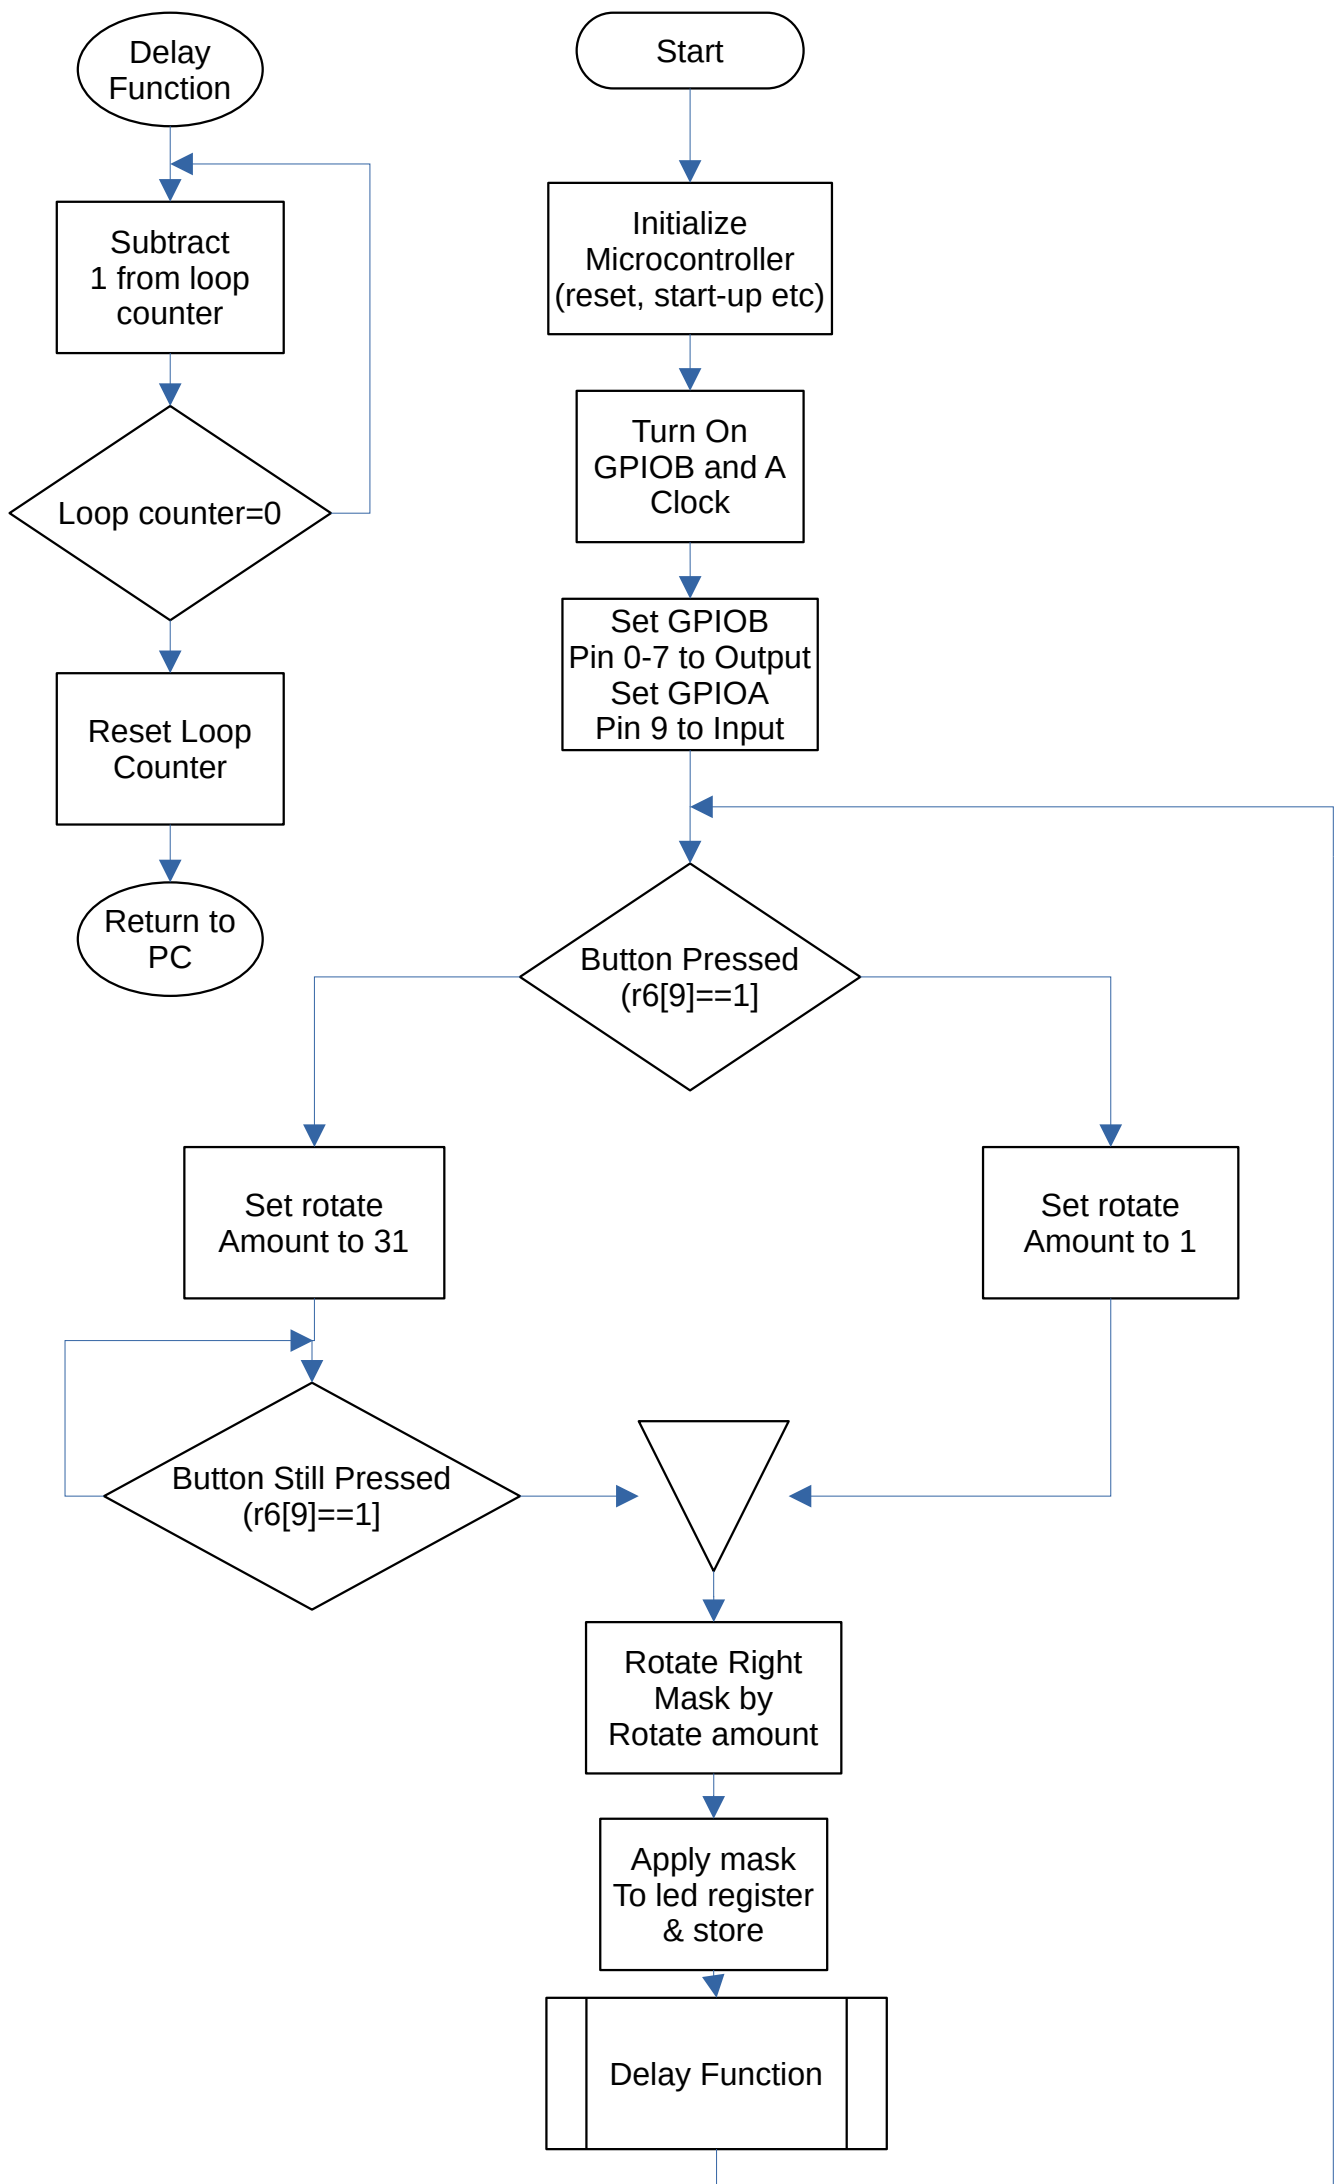 Delay
Function
Subtract
1 from loop
counter
Loop counter=0
Reset Loop
Counter
Return to
PC
Start
Initialize
Microcontroller
(reset, start-up etc)
Turn On
GPIOB and A
Clock
Set GPIOB
Pin 0-7 to Output
Set GPIOA
Pin 9 to Input
Button Pressed
(r6[9]==1]
Set rotate
Amount to 31
Set rotate
Amount to 1
Button Still Pressed
(r6[9]==1]
Rotate Right
Mask by
Rotate amount
Apply mask
To led register
& store
Delay Function